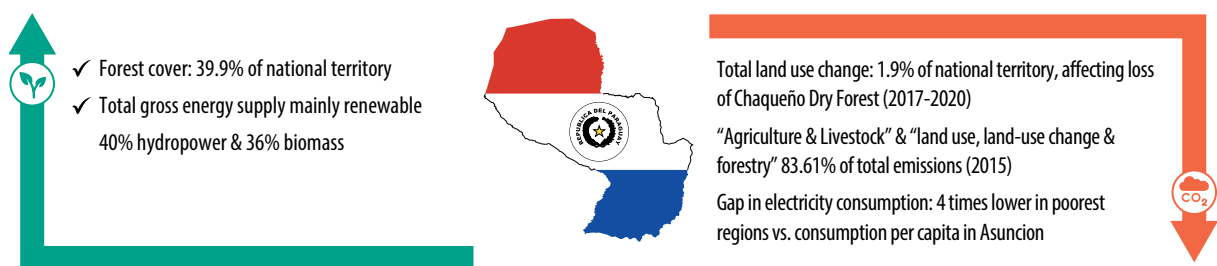 ✓ Forest cover: 39.9% of national territory
✓ Total gross energy supply mainly renewable
40% hydropower & 36% biomass
REPUBLICA DEL PARAGUAY
Total land use change: 1.9% of national territory, affecting loss
of Chaqueño Dry Forest (2017-2020)
“Agriculture & Livestock” & “land use, land-use change &
forestry” 83.61% of total emissions (2015)
Gap in electricity consumption: 4 times lower in poorest
regions vs. consumption per capita in Asuncion
CO₂